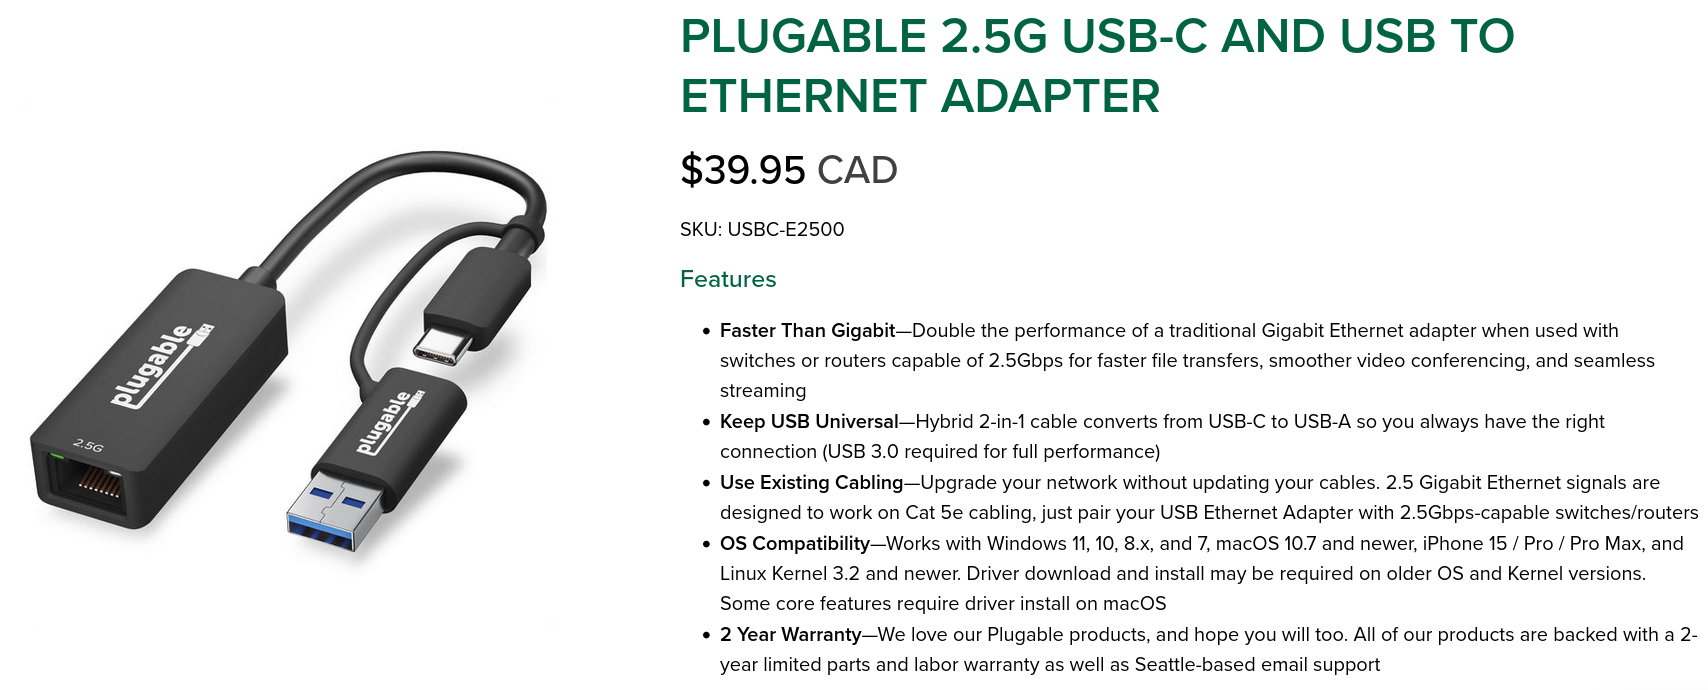 PLUGABLE 2.5G USB-C AND USB TO
ETHERNET ADAPTER
$39.95 CAD
SKU: USBC-E2500
Features
• Faster Than Gigabit—Double the performance of a traditional Gigabit Ethernet adapter when used with
switches or routers capable of 2.5Gbps for faster file transfers, smoother video conferencing, and seamless
streaming
• Keep USB Universal—Hybrid 2-in-1 cable converts from USB-C to USB-A so you always have the right
connection (USB 3.0 required for full performance)
• Use Existing Cabling—Upgrade your network without updating your cables. 2.5 Gigabit Ethernet signals are
designed to work on Cat 5e cabling, just pair your USB Ethernet Adapter with 2.5Gbps-capable switches/routers
• OS Compatibility—Works with Windows 11, 10, 8.x, and 7, macOS 10.7 and newer, iPhone 15 / Pro / Pro Max, and
Linux Kernel 3.2 and newer. Driver download and install may be required on older OS and Kernel versions.
Some core features require driver install on macOS
• 2 Year Warranty—We love our Plugable products, and hope you will too. All of our products are backed with a 2-
year limited parts and labor warranty as well as Seattle-based email support
plugable
2.5G
plugable